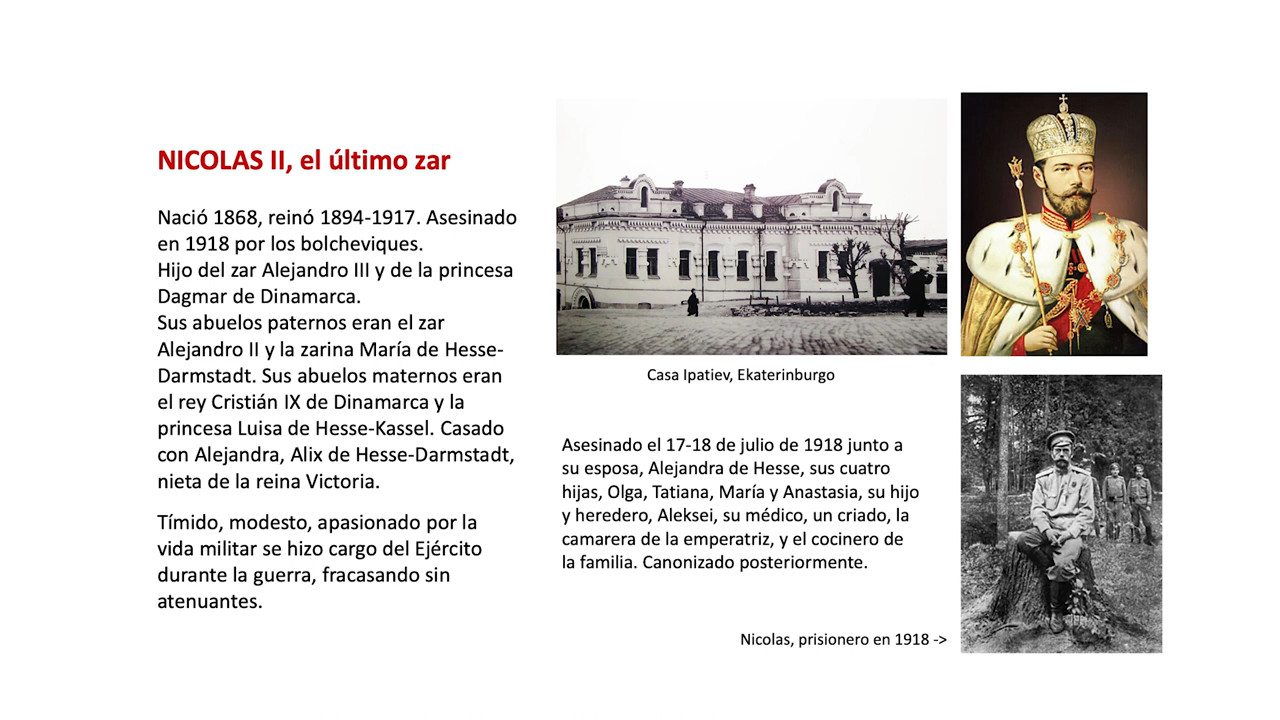 NICOLAS II, el último zar
Nació 1868, reinó 1894-1917. Asesinado
en 1918 por los bolcheviques.
Hijo del zar Alejandro III y de la princesa
Dagmar de Dinamarca.
Sus abuelos paternos eran el zar
Alejandro II y la zarina María de Hesse-
Darmstadt. Sus abuelos maternos eran
el rey Cristián IX de Dinamarca y la
princesa Luisa de Hesse-Kassel. Casado
con Alejandra, Alix de Hesse-Darmstadt,
nieta de la reina Victoria.
Tímido, modesto, apasionado por la
vida militar se hizo cargo del Ejército
durante la guerra, fracasando sin
atenuantes.
Casa Ipatiev, Ekaterinburgo
Asesinado el 17-18 de julio de 1918 junto a
su esposa, Alejandra de Hesse, sus cuatro
hijas, Olga, Tatiana, María y Anastasia, su hijo
y heredero, Aleksei, su médico, un criado, la
camarera de la emperatriz, y el cocinero de
la familia. Canonizado posteriormente.
Nicolas, prisionero en 1918 ->